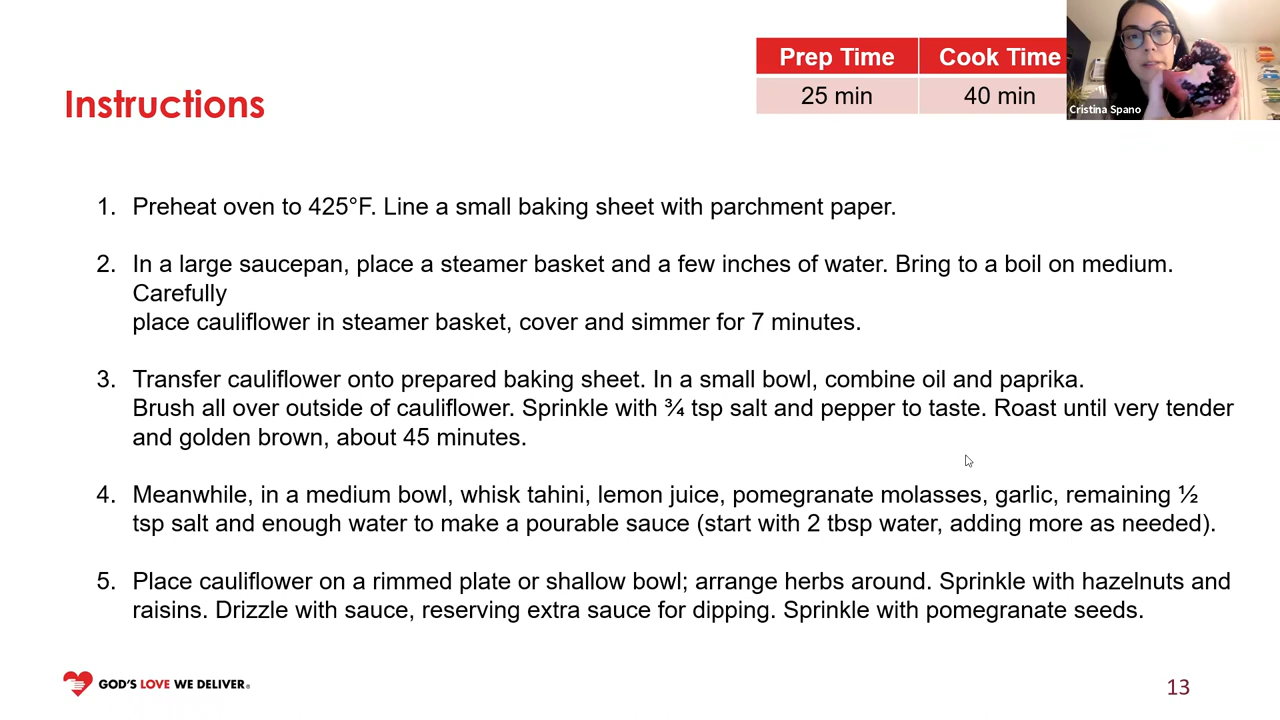 Prep Time Cook Time
25 min 40 min
Cristina Spano
Instructions
1. Preheat oven to 425°F. Line a small baking sheet with parchment paper.
2. In a large saucepan, place a steamer basket and a few inches of water. Bring to a boil on medium.
Carefully
place cauliflower in steamer basket, cover and simmer for 7 minutes.
3. Transfer cauliflower onto prepared baking sheet. In a small bowl, combine oil and paprika.
Brush all over outside of cauliflower. Sprinkle with ¾ tsp salt and pepper to taste. Roast until very tender
and golden brown, about 45 minutes.
4. Meanwhile, in a medium bowl, whisk tahini, lemon juice, pomegranate molasses, garlic, remaining ½
tsp salt and enough water to make a pourable sauce (start with 2 tbsp water, adding more as needed).
5. Place cauliflower on a rimmed plate or shallow bowl; arrange herbs around. Sprinkle with hazelnuts and
raisins. Drizzle with sauce, reserving extra sauce for dipping. Sprinkle with pomegranate seeds.
GOD'S LOVE WE DELIVER®
13